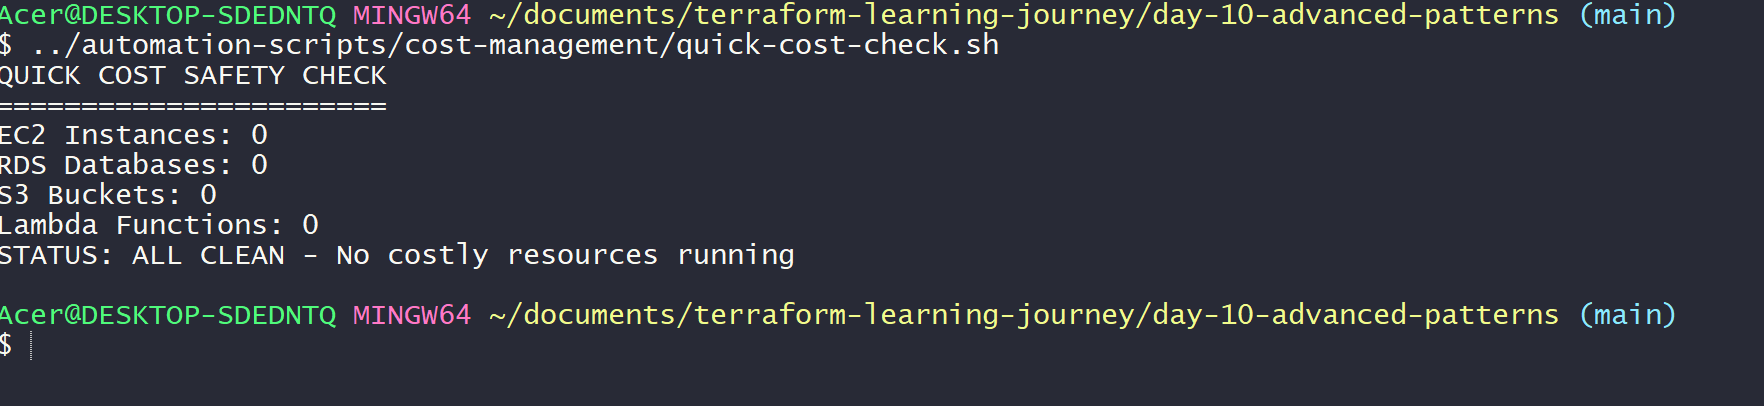 Acer@DESKTOP-SDEDNTQ MINGW64 ~/documents/terraform-learning-journey/day-10-advanced-patterns (main)
$ ../automation-scripts/cost-management/quick-cost-check.sh
QUICK COST SAFETY CHECK
=======================
EC2 Instances: 0
RDS Databases: 0
S3 Buckets: 0
Lambda Functions: 0
STATUS: ALL CLEAN - No costly resources running
Acer@DESKTOP-SDEDNTQ MINGW64 ~/documents/terraform-learning-journey/day-10-advanced-patterns (main)
$